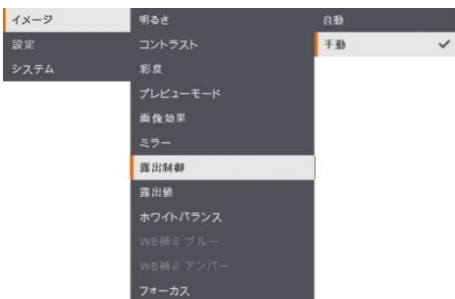 イメージ
設定
システム
明るさ
コントラスト
彩度
プレビューモード
画像効果
ミラー
露出制御
露出値
ホワイトバランス
WB補正 ブルー
WB補正 アンバー
フォーカス
自動
手動